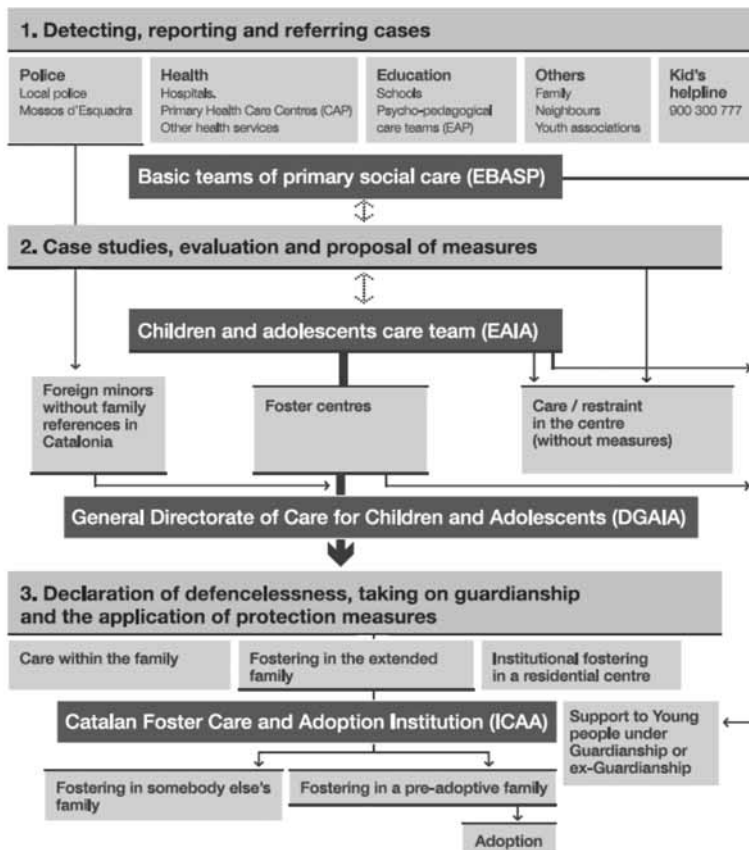 1. Detecting, reporting and referring cases
Police
Local police
Mossos d'Esquadra
Health
Hospitals.
Primary Health Care Centres (CAP)
Other health services
Education
Schools
Psycho-pedagogical
care teams (EAP)
Others
Family
Neighbours
Youth associations
Kid's
helpline
900 300 777
Basic teams of primary social care (EBASP)
2. Case studies, evaluation and proposal of measures
Children and adolescents care team (EAIA)
Foreign minors
without family
references in
Catalonia
Foster centres
Care / restraint
in the centre
(without measures)
General Directorate of Care for Children and Adolescents (DGAIA)
3. Declaration of defencelessness, taking on guardianship
and the application of protection measures
Care within the family
Fostering in the extended
family
Institutional fostering
in a residential centre
Catalan Foster Care and Adoption Institution (ICAA)
Support to Young
people under
Guardianship or
ex-Guardianship
Fostering in somebody else's
family
Fostering in a pre-adoptive family
Adoption